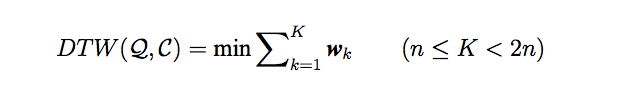 DTW(𝒬, 𝒞) = min ∑_{k=1}^{K} 𝒘_k (n ≤ K < 2n)